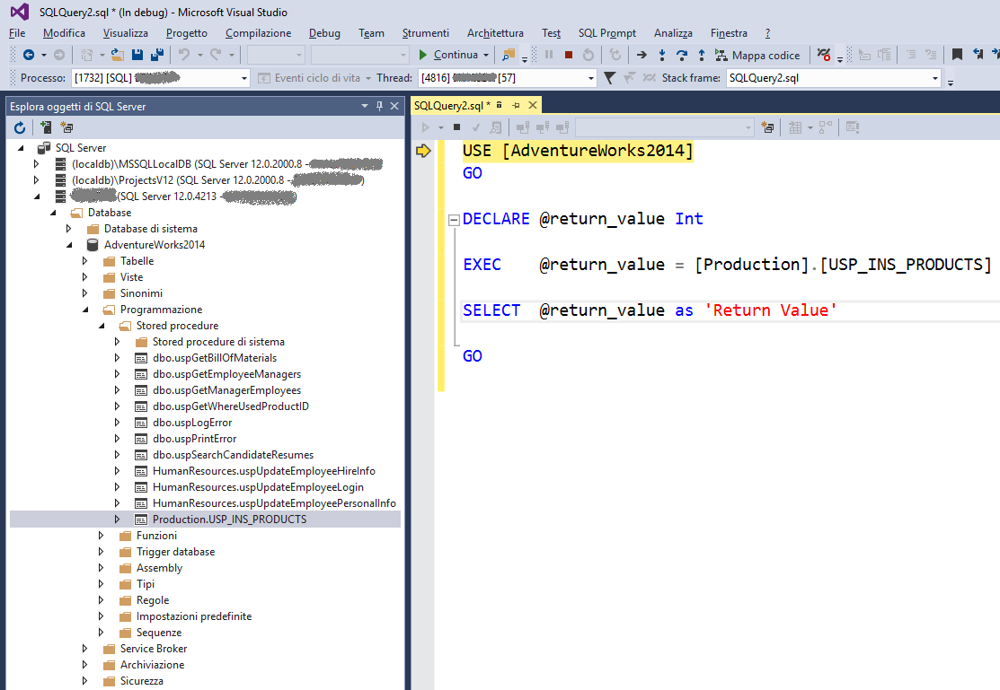 SQLQuery2.sql * (In debug) - Microsoft Visual Studio
File Modifica Visualizza Progetto Compilazione Debug Team Strumenti Architettura Test SQL Prompt Analizza Finestra ?
Continua Mappa codice
Processo: [1732] [SQL] Eventi ciclo di vita Thread: [4816] [57] Stack frame: SQLQuery2.sql
Esplora oggetti di SQL Server
SQL Server
(localdb)\MSSQLLocalDB (SQL Server 12.0.2000.8 -
(localdb)\ProjectsV12 (SQL Server 12.0.2000.8 - )
(SQL Server 12.0.4213 - )
Database
Database di sistema
AdventureWorks2014
Tabelle
Viste
Sinonimi
Programmazione
Stored procedure
Stored procedure di sistema
dbo.uspGetBillOfMaterials
dbo.uspGetEmployeeManagers
dbo.uspGetManagerEmployees
dbo.uspGetWhereUsedProductID
dbo.uspLogError
dbo.uspPrintError
dbo.uspSearchCandidateResumes
HumanResources.uspUpdateEmployeeHireInfo
HumanResources.uspUpdateEmployeeLogin
HumanResources.uspUpdateEmployeePersonalInfo
Production.USP_INS_PRODUCTS
Funzioni
Trigger database
Assembly
Tipi
Regole
Impostazioni predefinite
Sequenze
Service Broker
Archiviazione
Sicurezza
SQLQuery2.sql *
USE [AdventureWorks2014]
GO
DECLARE @return_value Int
EXEC @return_value = [Production].[USP_INS_PRODUCTS]
SELECT @return_value as 'Return Value'
GO